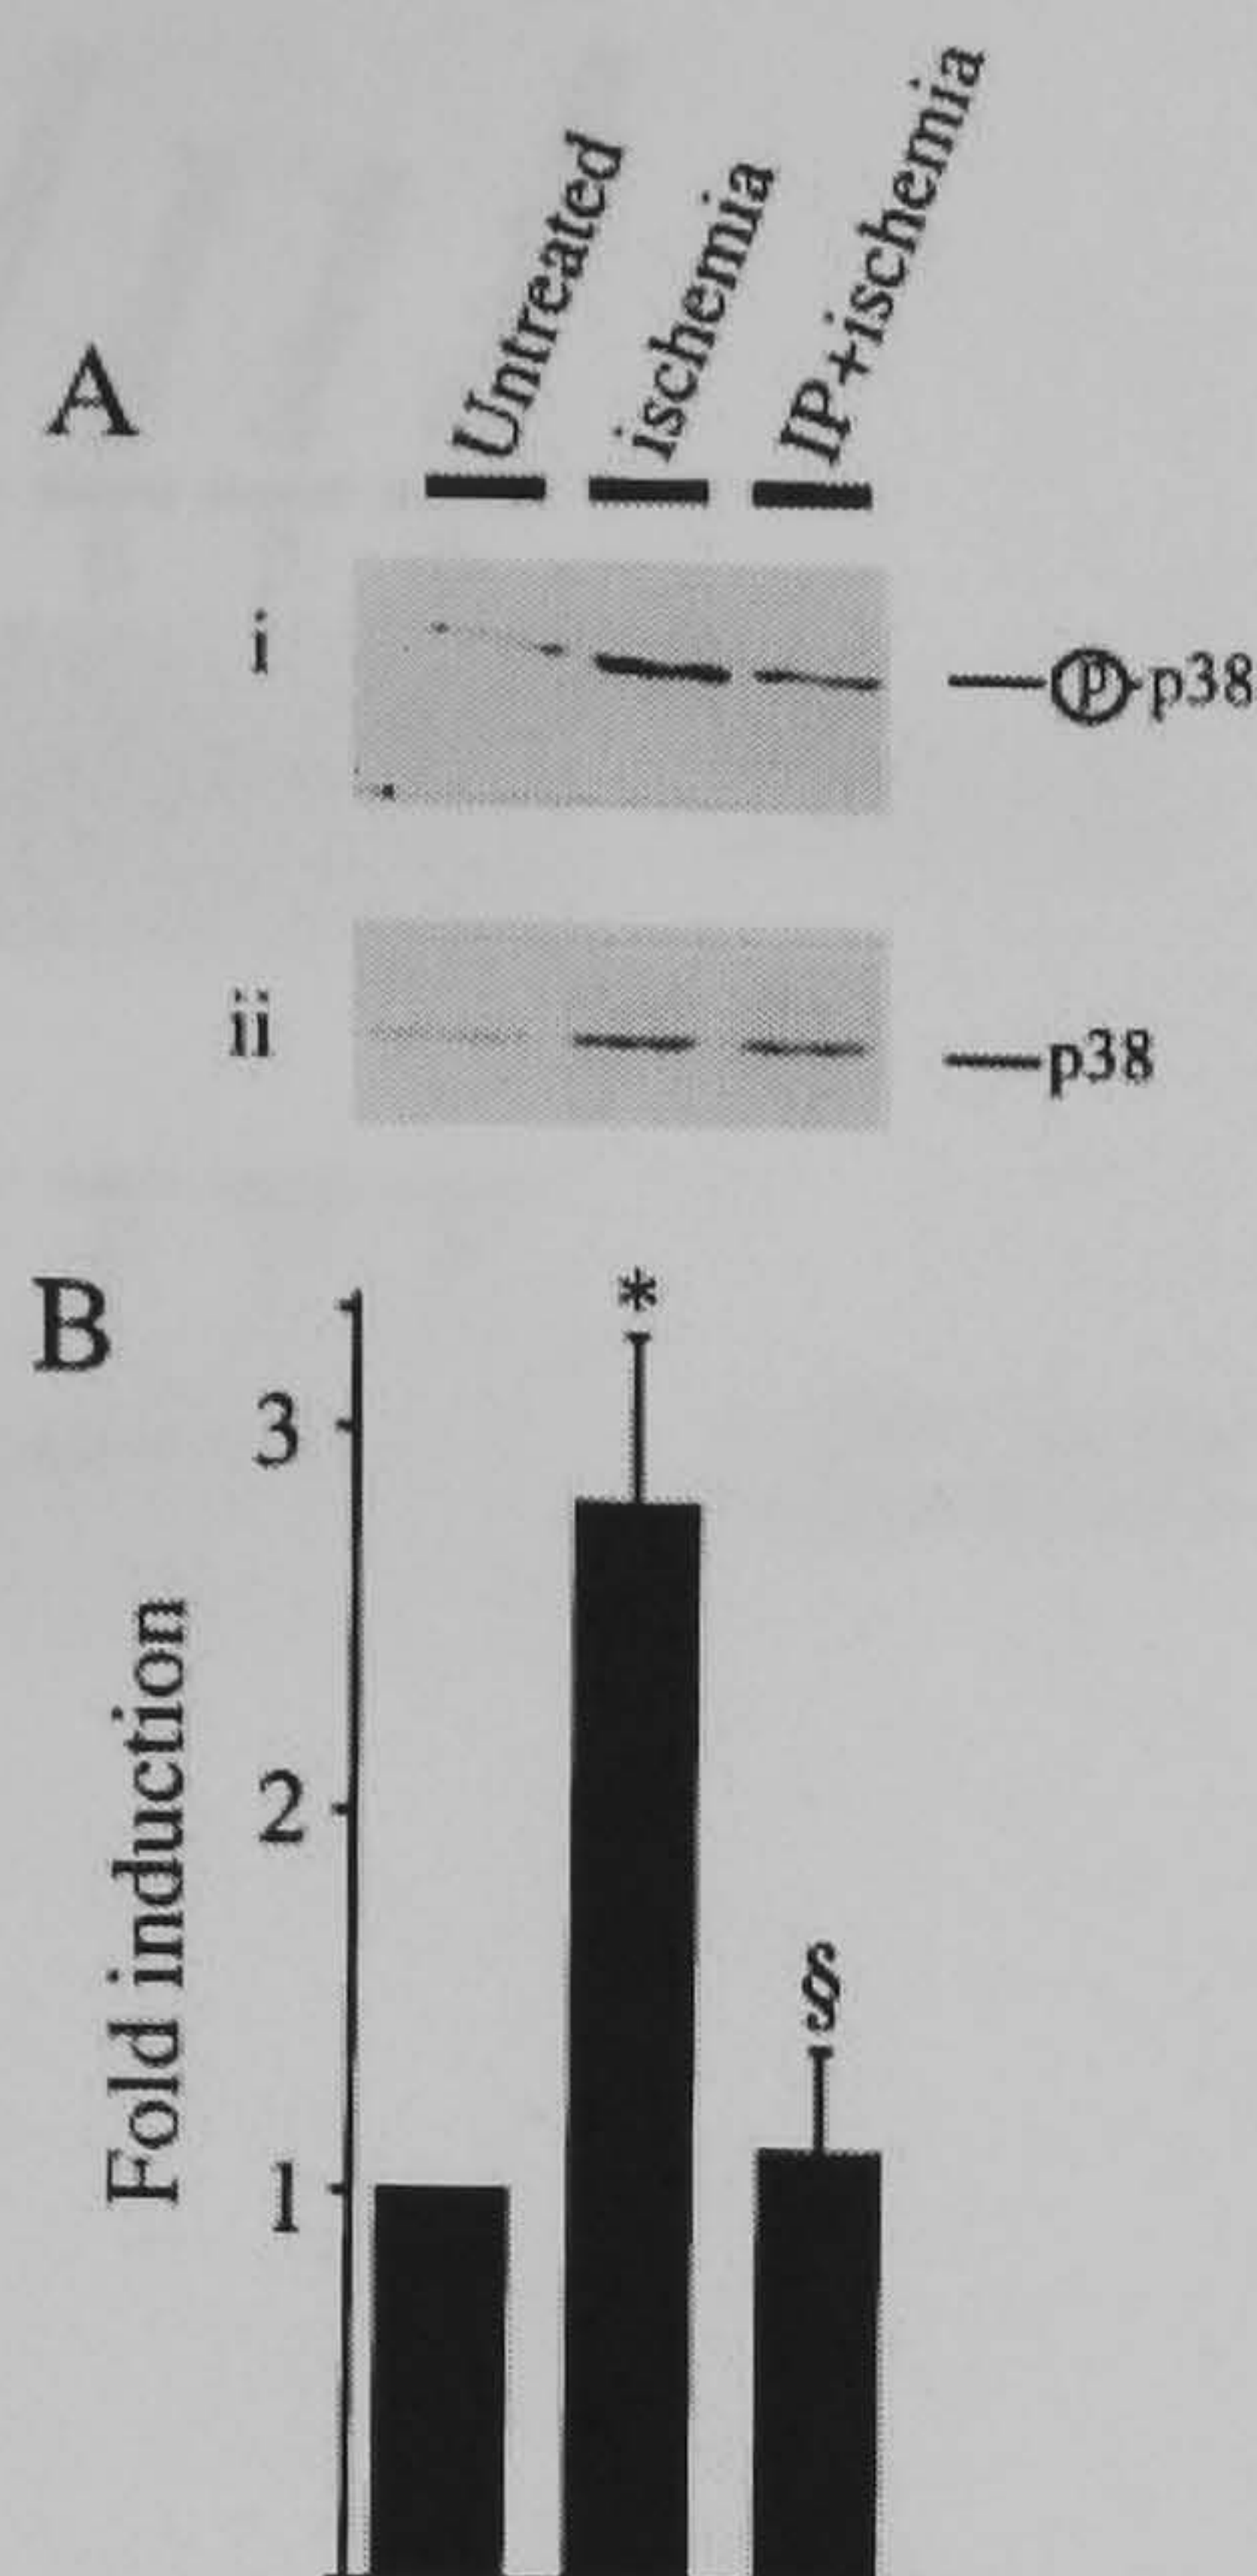 A
Untreated
ischemia
IP+ischemia
i
P p38
ii
p38
B
*
3
2
§
1
Fold induction